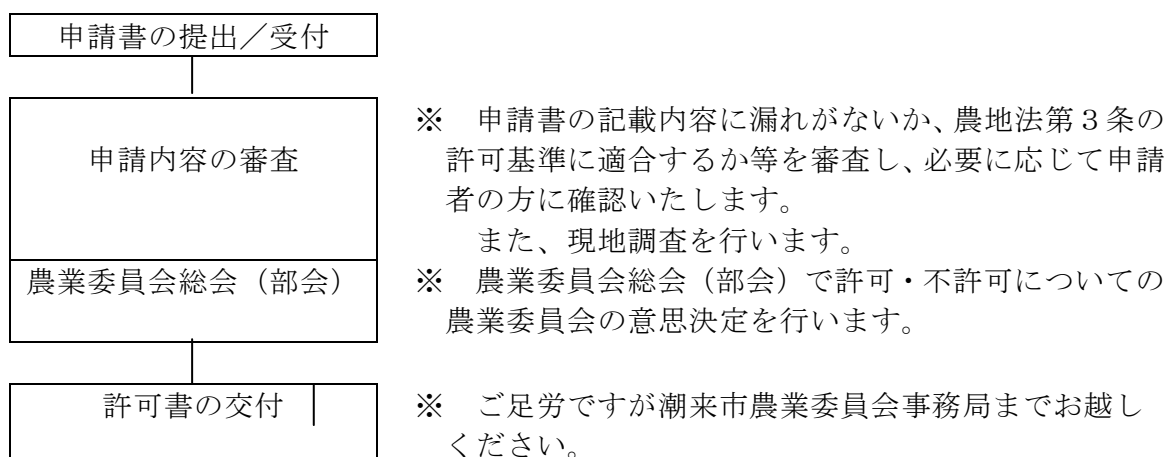 申請書の提出／受付
申請内容の審査
※　申請書の記載内容に漏れがないか、農地法第３条の
許可基準に適合するか等を審査し、必要に応じて申請
者の方に確認いたします。
また、現地調査を行います。
農業委員会総会（部会）
※　農業委員会総会（部会）で許可・不許可についての
農業委員会の意思決定を行います。
許可書の交付
※　ご足労ですが潮来市農業委員会事務局までお越し
ください。